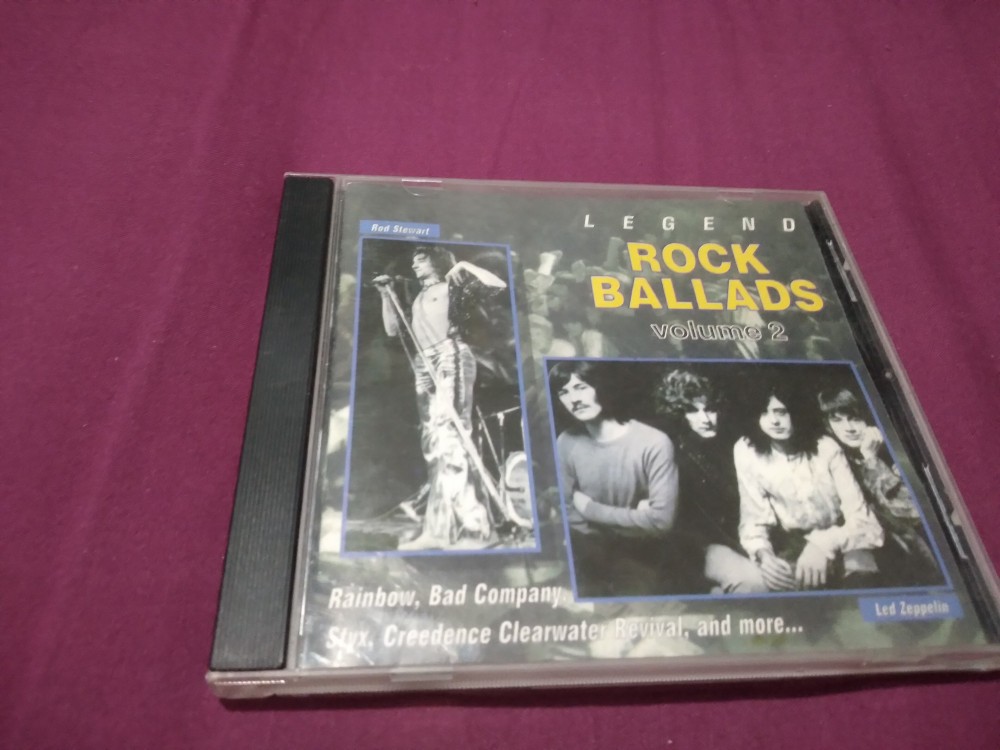 LEGEND
Rod Stewart
ROCK
BALLADS
volume 2
Rainbow, Bad Company.
Styx, Creedence Clearwater Revival, and more...
Led Zeppelin